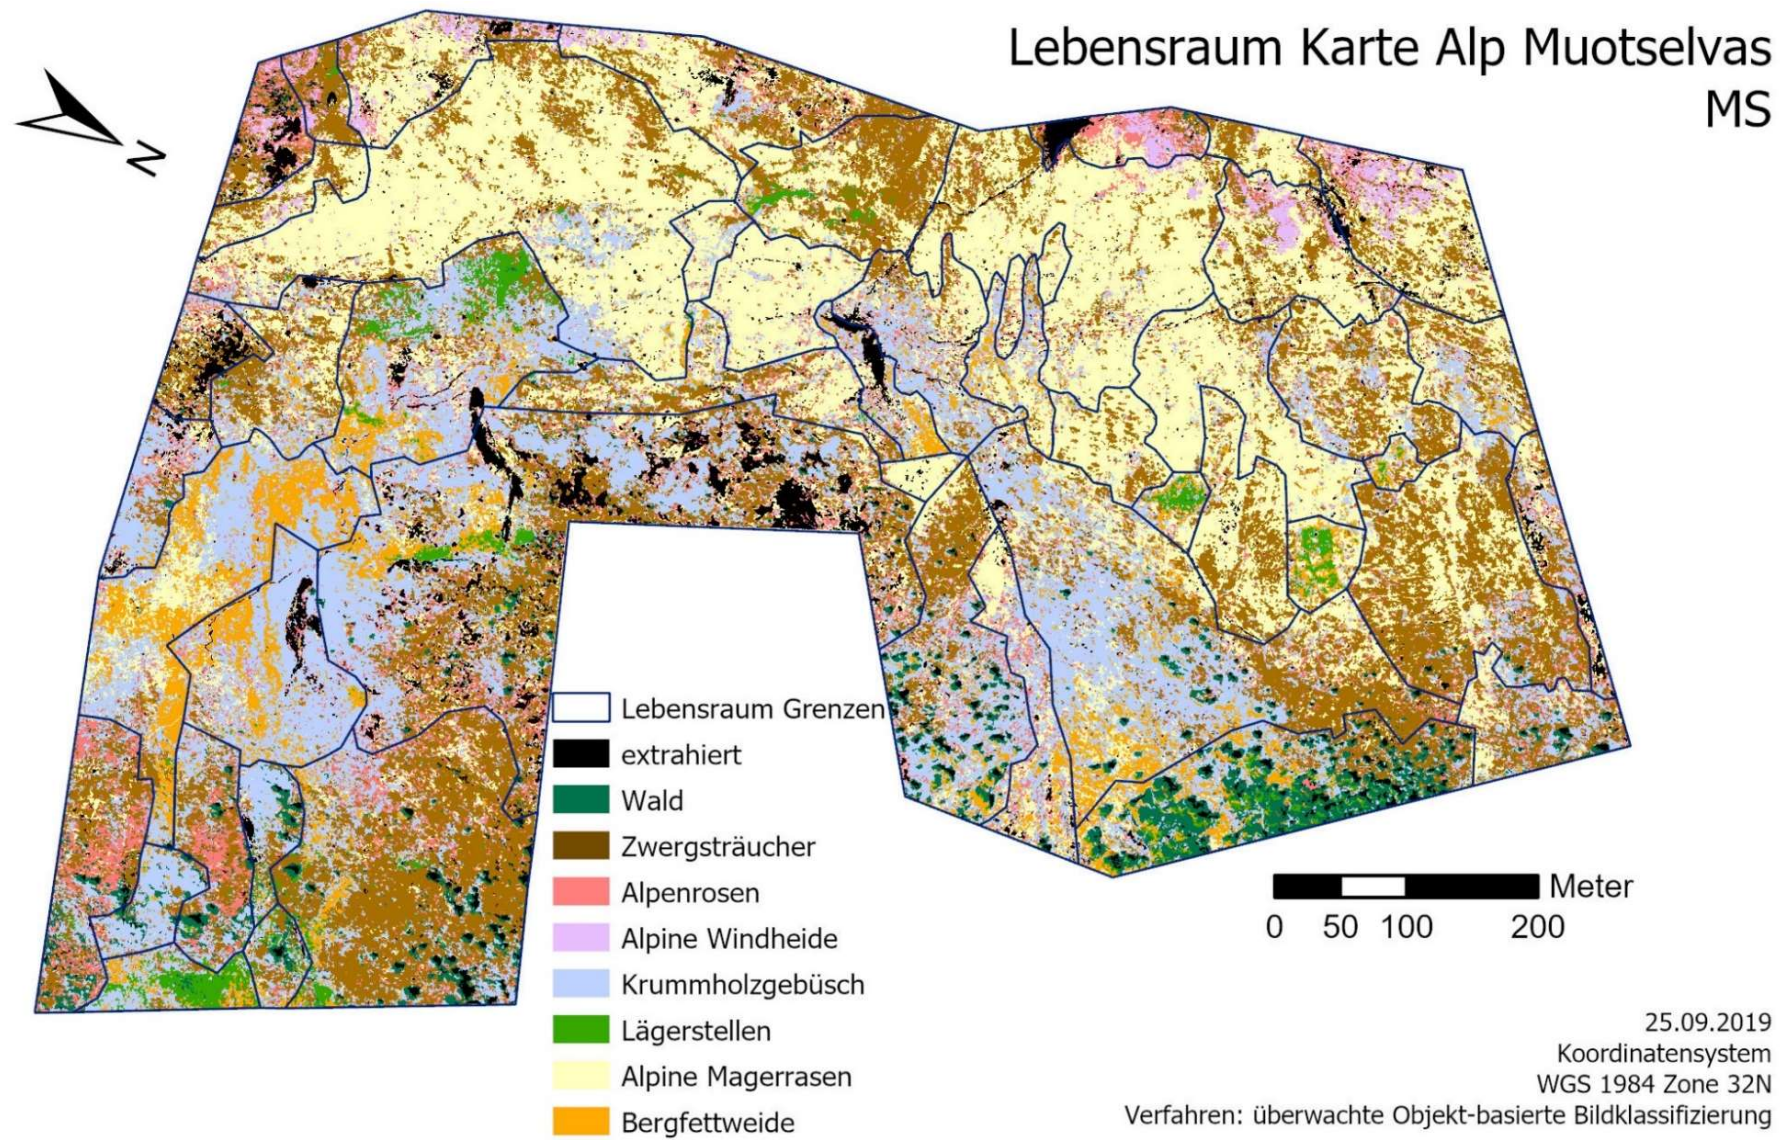 Lebensraum Karte Alp Muotselvas
MS
N
Lebensraum Grenzen
extrahiert
Wald
Zwergsträucher
Alpenrosen
Alpine Windheide
Krummholzgebüsch
Lägerstellen
Alpine Magerrasen
Bergfettweide
Meter
0 50 100 200
25.09.2019
Koordinatensystem
WGS 1984 Zone 32N
Verfahren: überwachte Objekt-basierte Bildklassifizierung